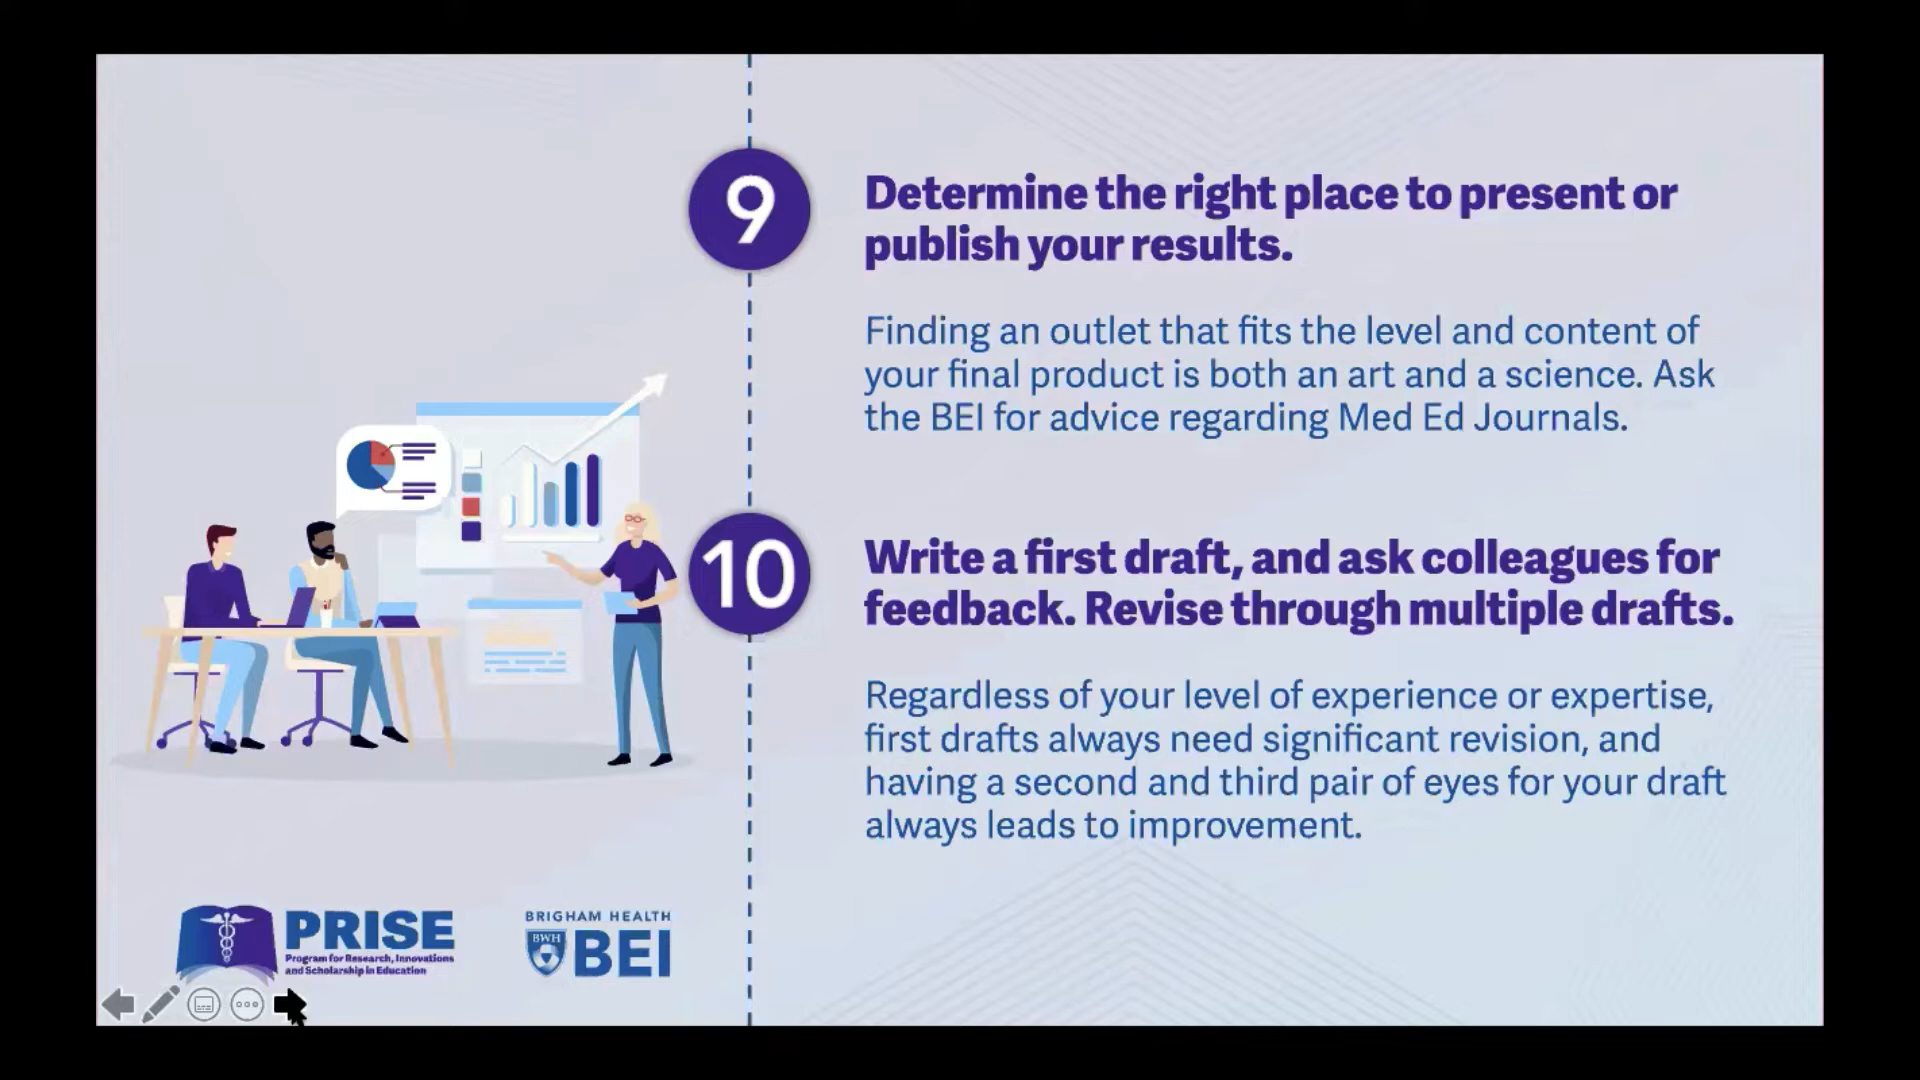 9
Determine the right place to present or
publish your results.
Finding an outlet that fits the level and content of
your final product is both an art and a science. Ask
the BEI for advice regarding Med Ed Journals.
10
Write a first draft, and ask colleagues for
feedback. Revise through multiple drafts.
Regardless of your level of experience or expertise,
first drafts always need significant revision, and
having a second and third pair of eyes for your draft
always leads to improvement.
PRISE
Program for Research, Innovations
and Scholarship in Education
BRIGHAM HEALTH
BWH
BEI